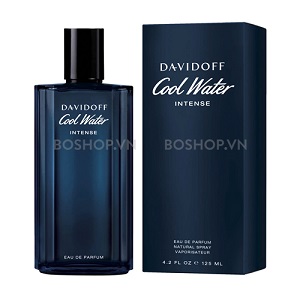 DAVIDOFF
Cool Water
INTENSE
EAU DE PARFUM
DAVIDOFF
Cool Water
INTENSE
EAU DE PARFUM
NATURAL SPRAY
VAPORISATEUR
4.2 FL OZ ℮ 125 ML
BOSHOP.VN
BOSHOP.VN